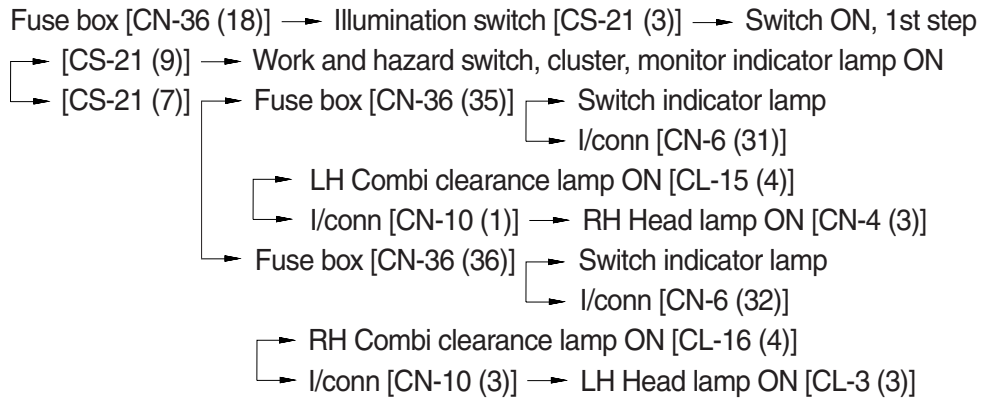 Fuse box [CN-36 (18)] → Illumination switch [CS-21 (3)] → Switch ON, 1st step
→ [CS-21 (9)] → Work and hazard switch, cluster, monitor indicator lamp ON
→ [CS-21 (7)] → Fuse box [CN-36 (35)] → Switch indicator lamp
→ I/conn [CN-6 (31)]
→ LH Combi clearance lamp ON [CL-15 (4)]
→ I/conn [CN-10 (1)] → RH Head lamp ON [CN-4 (3)]
→ Fuse box [CN-36 (36)] → Switch indicator lamp
→ I/conn [CN-6 (32)]
→ RH Combi clearance lamp ON [CL-16 (4)]
→ I/conn [CN-10 (3)] → LH Head lamp ON [CL-3 (3)]